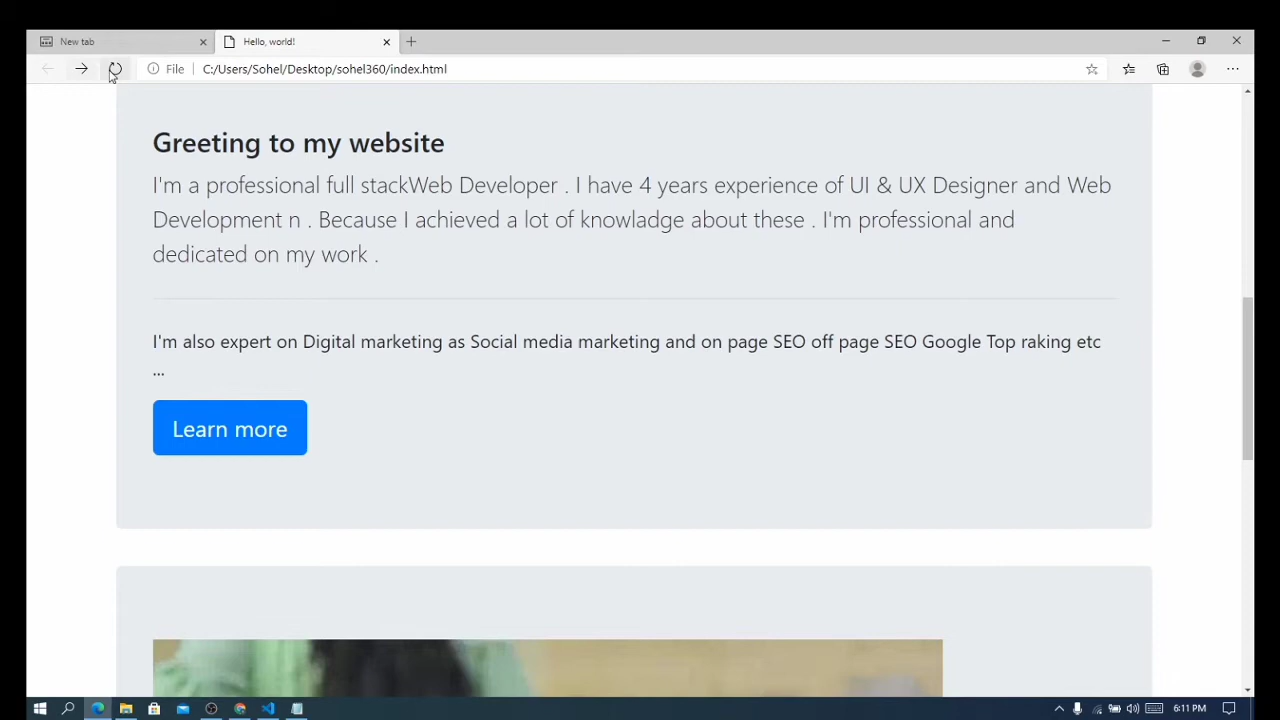 New tab
Hello, world!
File
C:/Users/Sohel/Desktop/sohel360/index.html
Greeting to my website
I'm a professional full stackWeb Developer . I have 4 years experience of UI & UX Designer and Web
Development n . Because I achieved a lot of knowladge about these . I'm professional and
dedicated on my work .
I'm also expert on Digital marketing as Social media marketing and on page SEO off page SEO Google Top raking etc
...
Learn more
6:11 PM